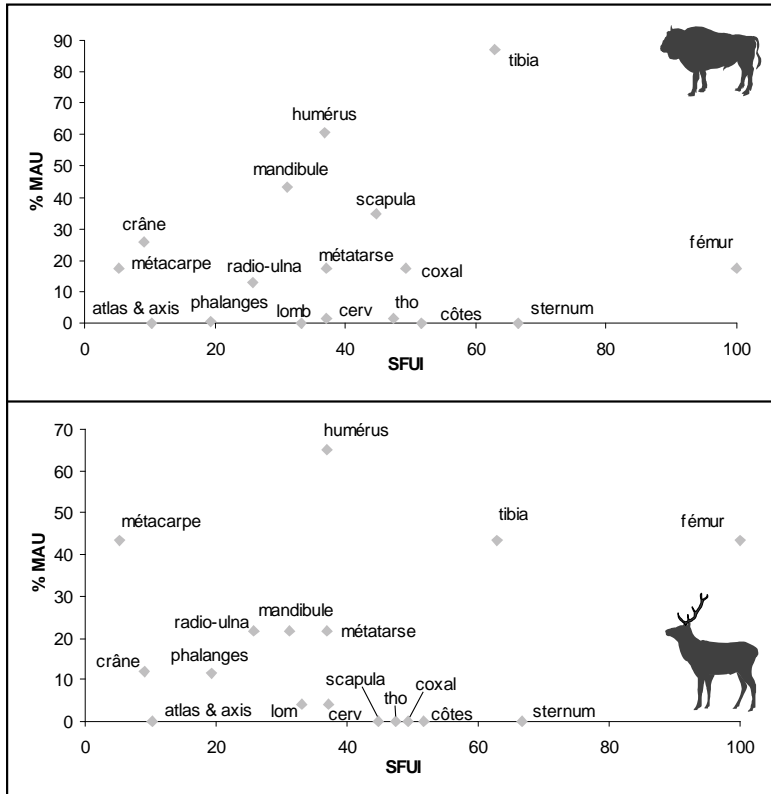 90
80
70
60
50
40
30
20
10
0
% MAU
tibia
humérus
mandibule
scapula
crâne
métacarpe
radio-ulna
métatarse
coxal
fémur
atlas & axis
phalanges
lomb
cerv
tho
côtes
sternum
0 20 40 60 80 100
SFUI
70
60
50
40
30
20
10
0
% MAU
humérus
métacarpe
tibia
fémur
radio-ulna
mandibule
métatarse
crâne
phalanges
scapula
tho
coxal
atlas & axis
lom
cerv
côtes
sternum
0 20 40 60 80 100
SFUI